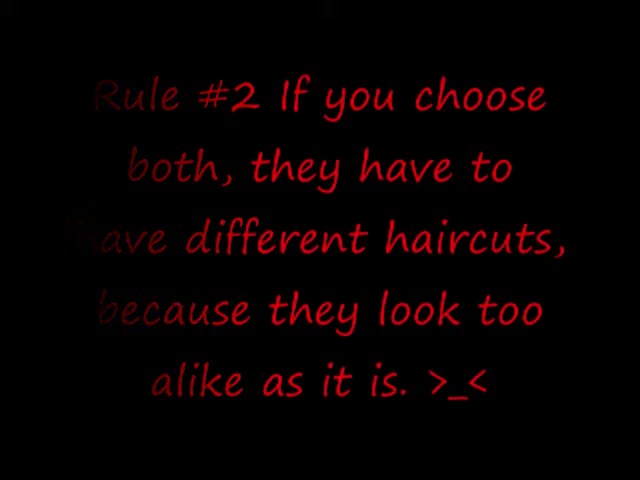 Rule #2 If you choose
both, they have to
have different haircuts,
because they look too
alike as it is. >_<